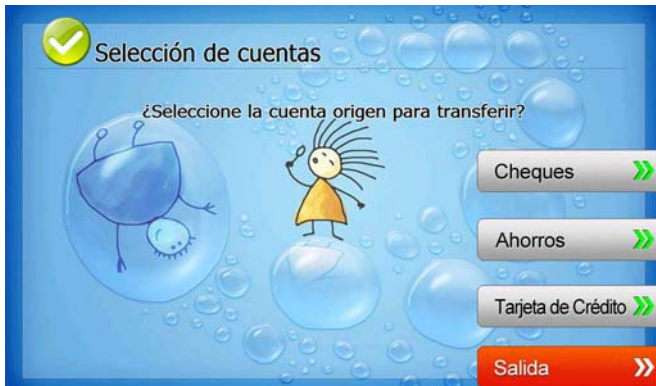 Selección de cuentas
¿Seleccione la cuenta origen para transferir?
Cheques
Ahorros
Tarjeta de Crédito
Salida